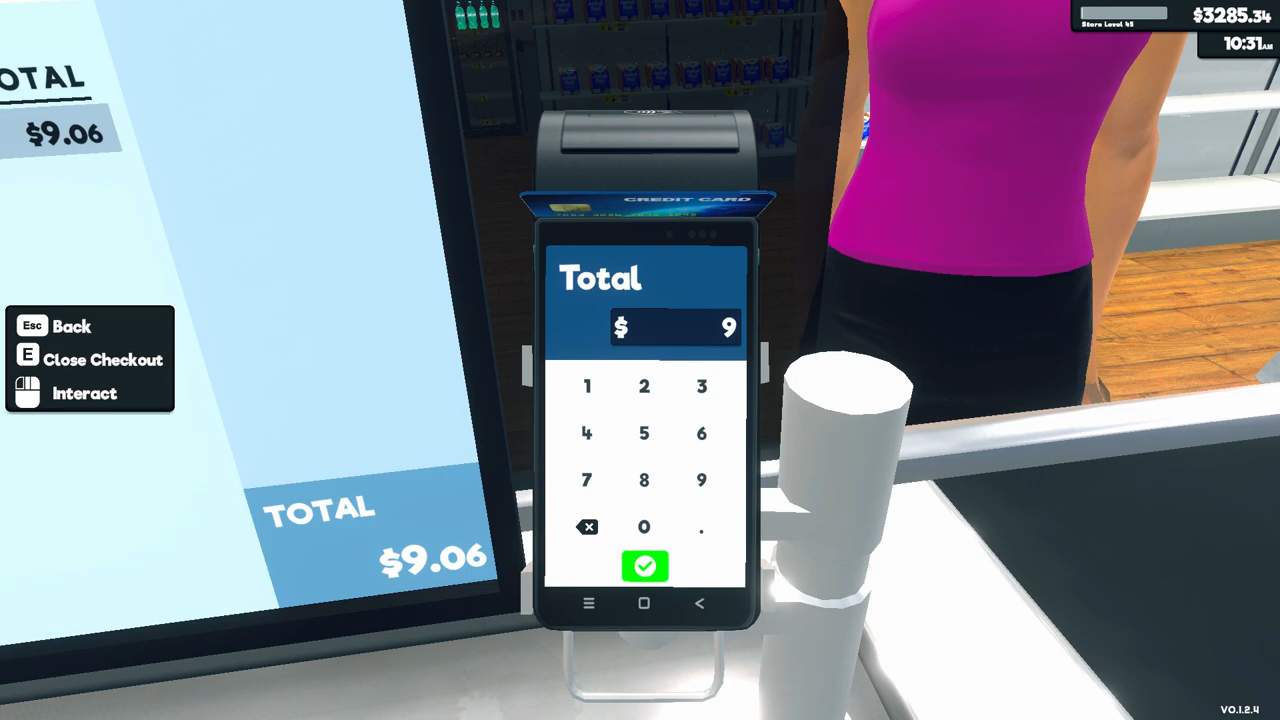 OTAL
$9.06
TOTAL
$9.06
Esc Back
E Close Checkout
Interact
CREDIT CARD
Total
$ 9
1 2 3
4 5 6
7 8 9
0 .
Store Level 45
$3285.34
10:31AM
V0.1.2.4